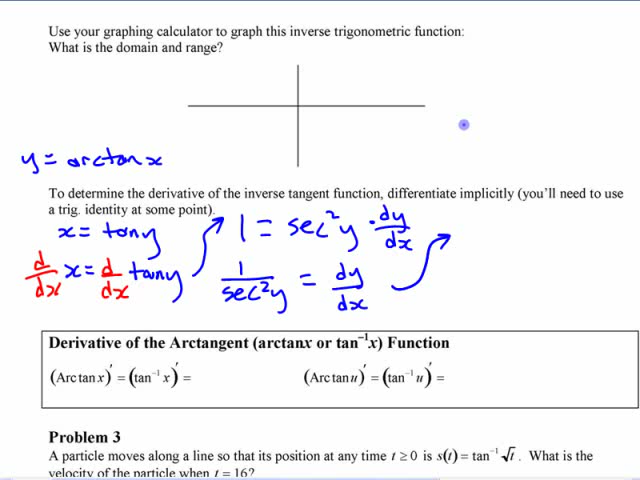 Use your graphing calculator to graph this inverse trigonometric function:
What is the domain and range?
y = arctan x
To determine the derivative of the inverse tangent function, differentiate implicitly (you'll need to use
a trig. identity at some point).
x = tan y
d/dx x = d/dx tan y
1 = sec²y · dy/dx
1/sec²y = dy/dx
Derivative of the Arctangent (arctanx or tan⁻¹x) Function
(Arc tan x)′ = (tan⁻¹ x)′ =
(Arc tan u)′ = (tan⁻¹ u)′ =
Problem 3
A particle moves along a line so that its position at any time t ≥ 0 is s(t) = tan⁻¹ √t. What is the
velocity of the particle when t = 16?